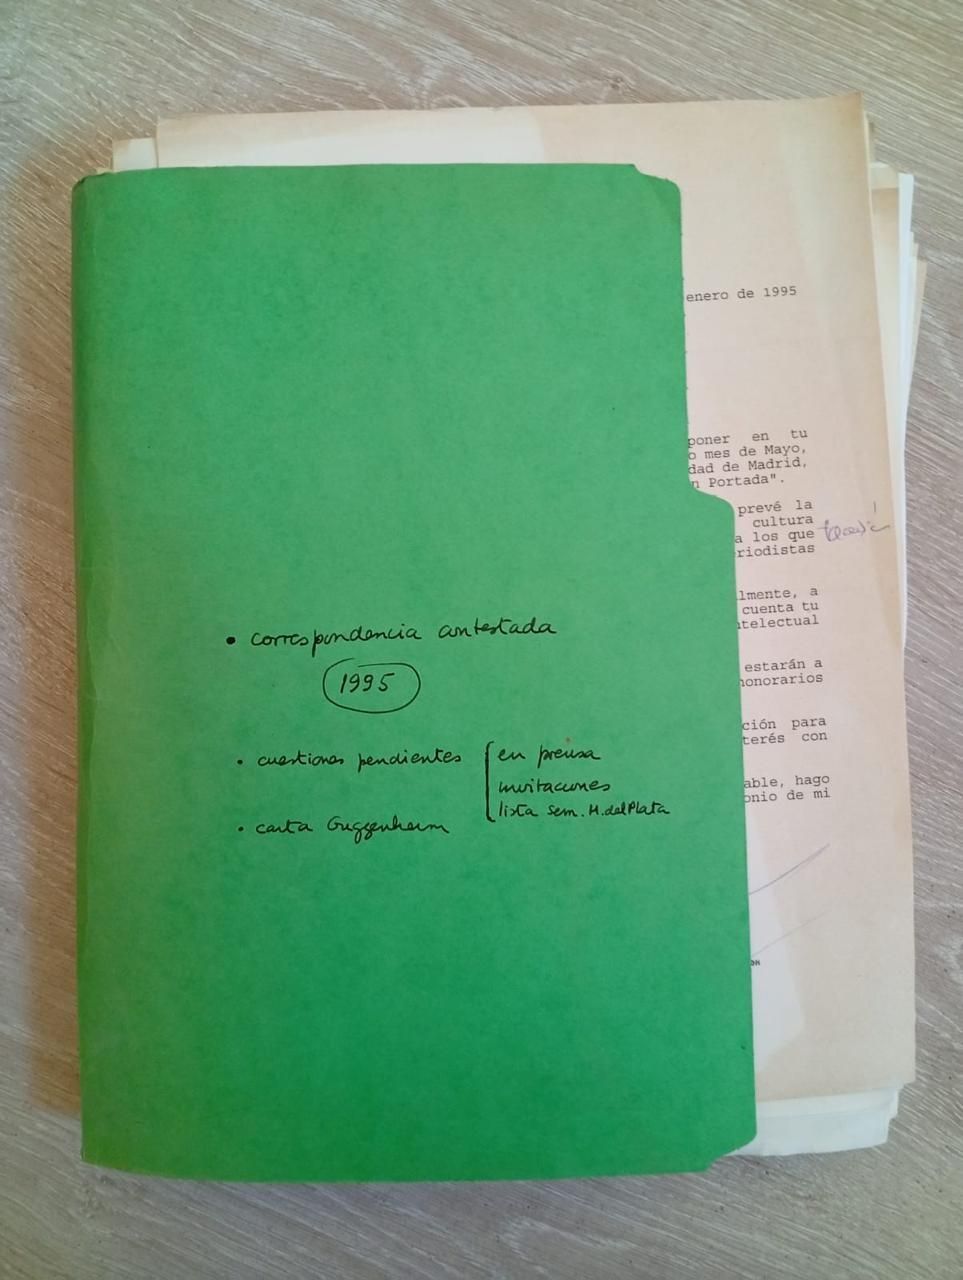 • correspondencia contestada
1995
• cuestiones pendientes
en prensa
invitaciones
lista sem. M. del Plata
• carta Guggenheim
enero de 1995
poner en tu
o mes de Mayo,
dad de Madrid,
n Portada".
prevé la
cultura
a los que
riodistas
lmente, a
cuenta tu
ntelectual
estarán a
honorarios
ción para
terés con
able, hago
onio de mi